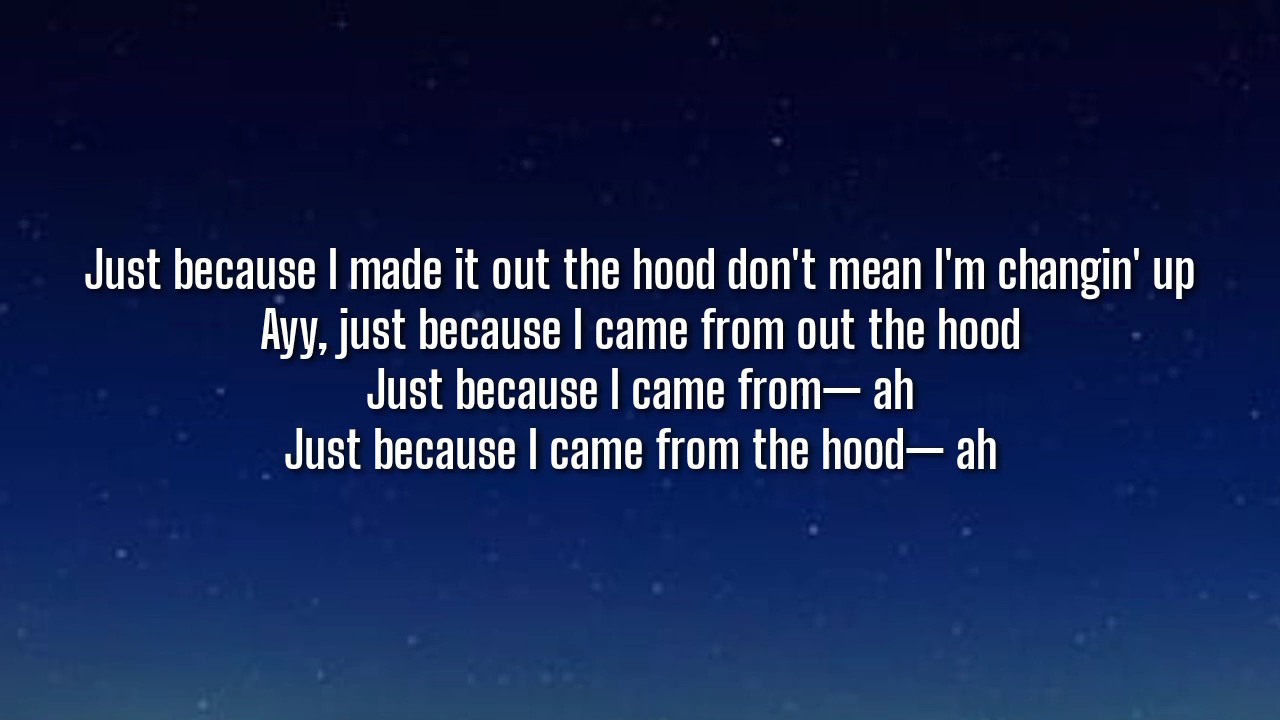 Just because I made it out the hood don't mean I'm changin' up
Ayy, just because I came from out the hood
Just because I came from— ah
Just because I came from the hood— ah